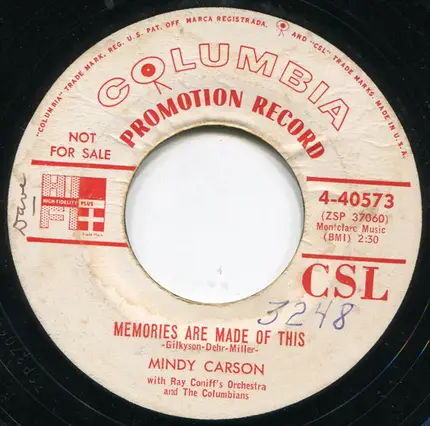 "COLUMBIA" TRADE MARK. REG. U.S. PAT. OFF. MARCA REGISTRADA.
AND "CSL" TRADE MARKS. MADE IN U.S.A.
COLUMBIA
PROMOTION RECORD
NOT
FOR SALE
HIGH-FIDELITY PLUS
4-40573
(ZSP 37060)
Montclare Music
(BMI) 2:30
Dave
CSL
3248
MEMORIES ARE MADE OF THIS
-Gilkyson-Dehr-Miller-
MINDY CARSON
with Ray Coniff's Orchestra
and The Columbians